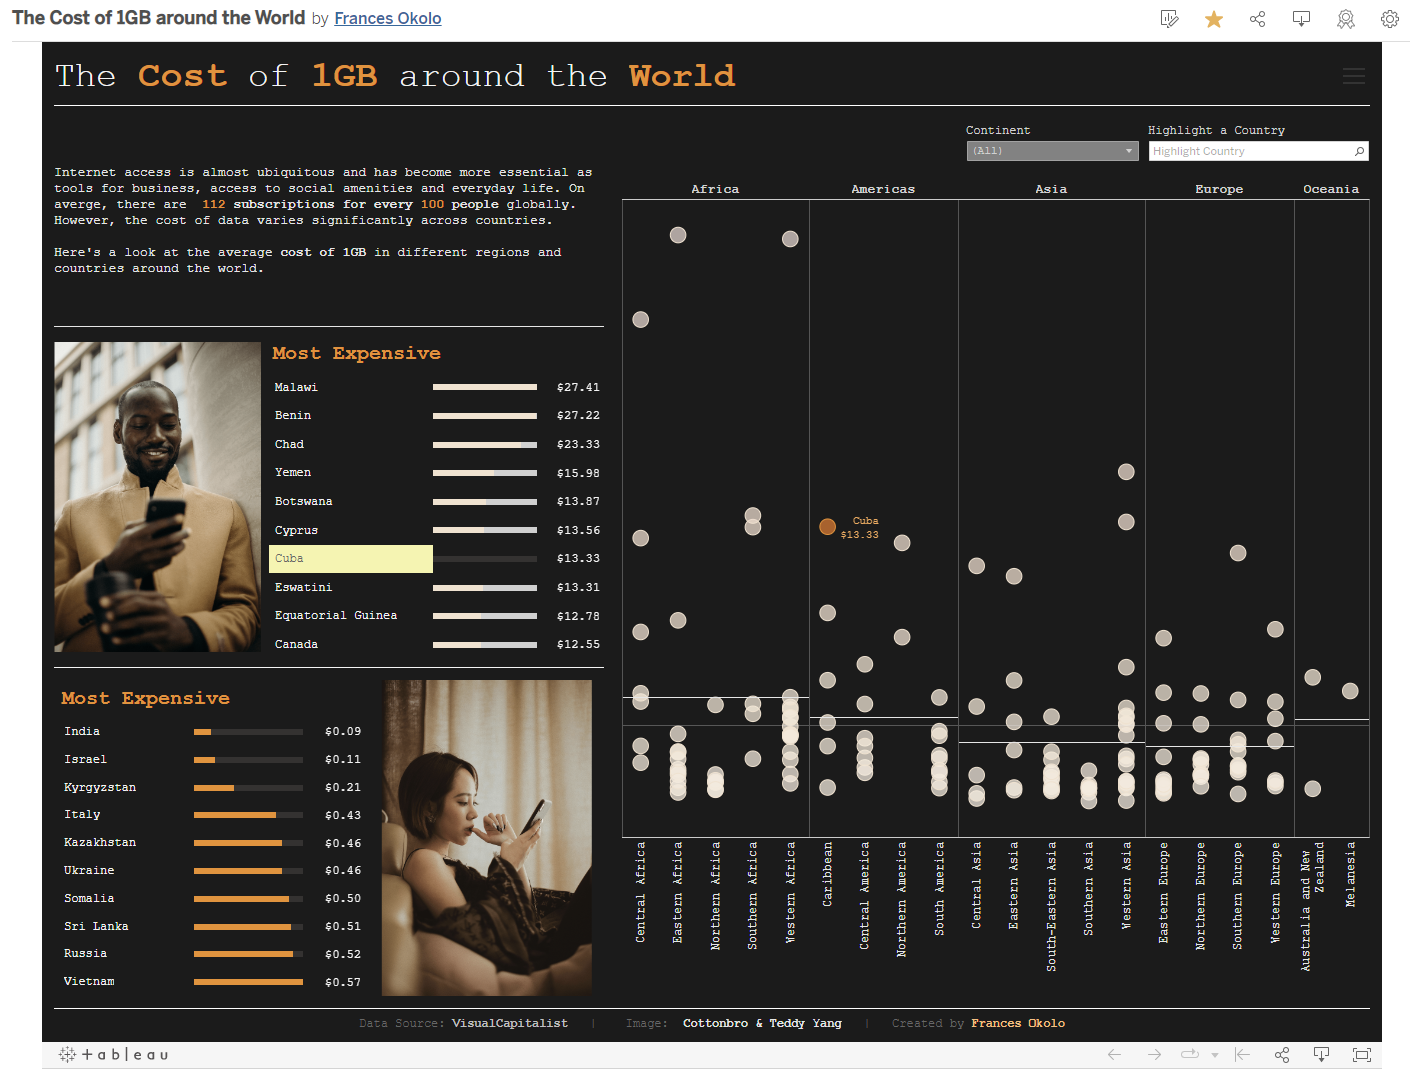 The Cost of 1GB around the World by Frances Okolo
The Cost of 1GB around the World
Continent
(All)
Highlight a Country
Highlight Country
Internet access is almost ubiquitous and has become more essential as
tools for business, access to social amenities and everyday life. On
averge, there are 112 subscriptions for every 100 people globally.
However, the cost of data varies significantly across countries.
Here's a look at the average cost of 1GB in different regions and
countries around the world.
Most Expensive
Malawi $27.41
Benin $27.22
Chad $23.33
Yemen $15.98
Botswana $13.87
Cyprus $13.56
Cuba $13.33
Eswatini $13.31
Equatorial Guinea $12.78
Canada $12.55
Most Expensive
India $0.09
Israel $0.11
Kyrgyzstan $0.21
Italy $0.43
Kazakhstan $0.46
Ukraine $0.46
Somalia $0.50
Sri Lanka $0.51
Russia $0.52
Vietnam $0.57
Africa Americas Asia Europe Oceania
Cuba
$13.33
Central Africa
Eastern Africa
Northern Africa
Southern Africa
Western Africa
Caribbean
Central America
Northern America
South America
Central Asia
Eastern Asia
South-Eastern Asia
Southern Asia
Western Asia
Eastern Europe
Northern Europe
Southern Europe
Western Europe
Australia and New
Zealand
Melanesia
Data Source: VisualCapitalist | Image: Cottonbro & Teddy Yang | Created by Frances Okolo
+ a b | e a u